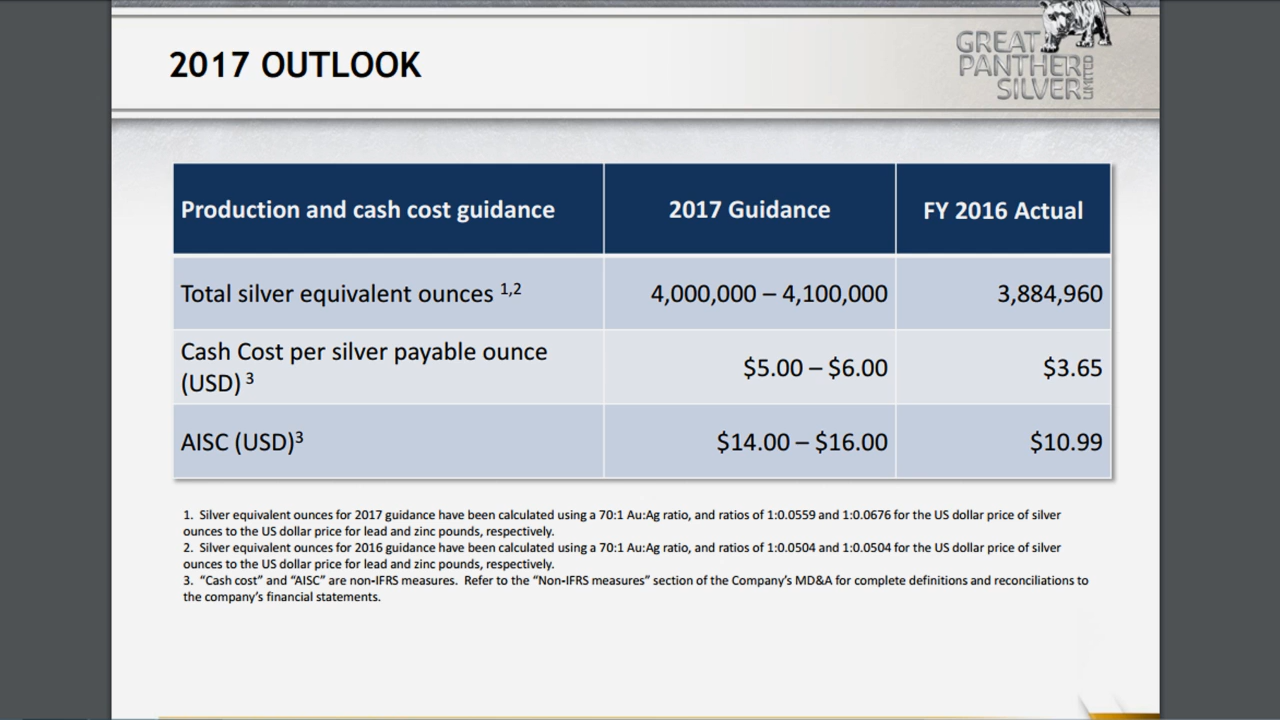 2017 OUTLOOK
GREAT
PANTHER
SILVER
LIMITED
Production and cash cost guidance
2017 Guidance
FY 2016 Actual
Total silver equivalent ounces 1,2
4,000,000 – 4,100,000
3,884,960
Cash Cost per silver payable ounce
(USD) 3
$5.00 – $6.00
$3.65
AISC (USD)3
$14.00 – $16.00
$10.99
1. Silver equivalent ounces for 2017 guidance have been calculated using a 70:1 Au:Ag ratio, and ratios of 1:0.0559 and 1:0.0676 for the US dollar price of silver
ounces to the US dollar price for lead and zinc pounds, respectively.
2. Silver equivalent ounces for 2016 guidance have been calculated using a 70:1 Au:Ag ratio, and ratios of 1:0.0504 and 1:0.0504 for the US dollar price of silver
ounces to the US dollar price for lead and zinc pounds, respectively.
3. “Cash cost” and “AISC” are non-IFRS measures. Refer to the “Non-IFRS measures” section of the Company’s MD&A for complete definitions and reconciliations to
the company’s financial statements.